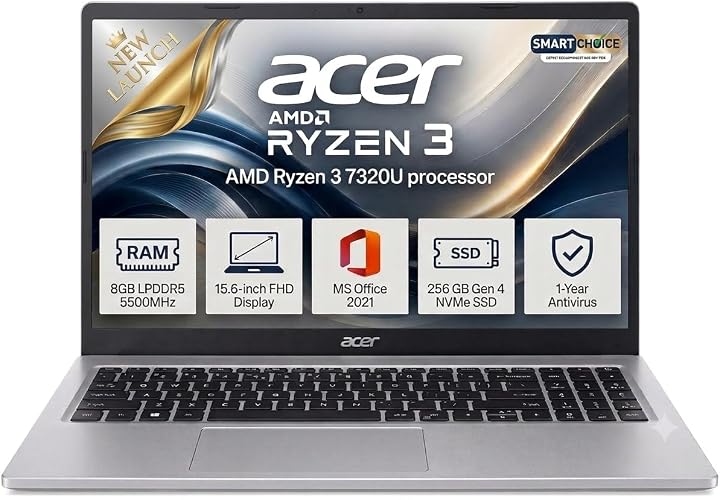 NEW
LAUNCH
SMARTCHOICE
acer
AMD
RYZEN 3
AMD Ryzen 3 7320U processor
RAM
8GB LPDDR5
5500MHz
15.6-inch FHD
Display
MS Office
2021
SSD
256 GB Gen 4
NVMe SSD
1-Year
Antivirus
acer